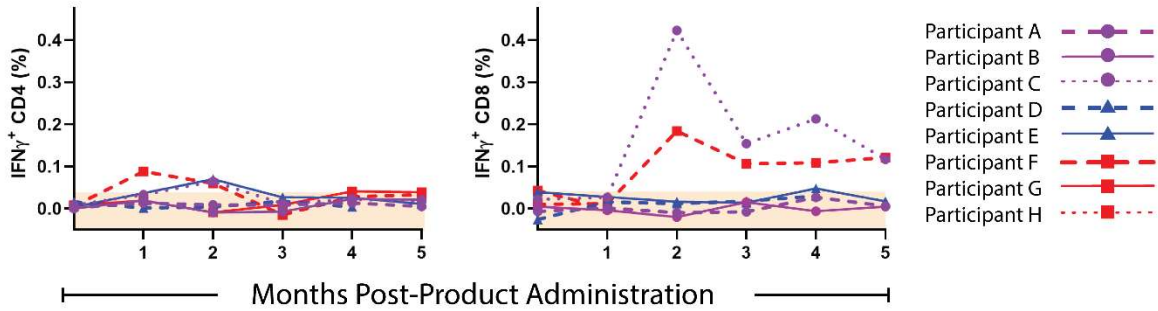 IFNγ⁺ CD4 (%)
0.4
0.3
0.2
0.1
0.0
1 2 3 4 5
IFNγ⁺ CD8 (%)
0.4
0.3
0.2
0.1
0.0
1 2 3 4 5
Participant A
Participant B
Participant C
Participant D
Participant E
Participant F
Participant G
Participant H
Months Post-Product Administration